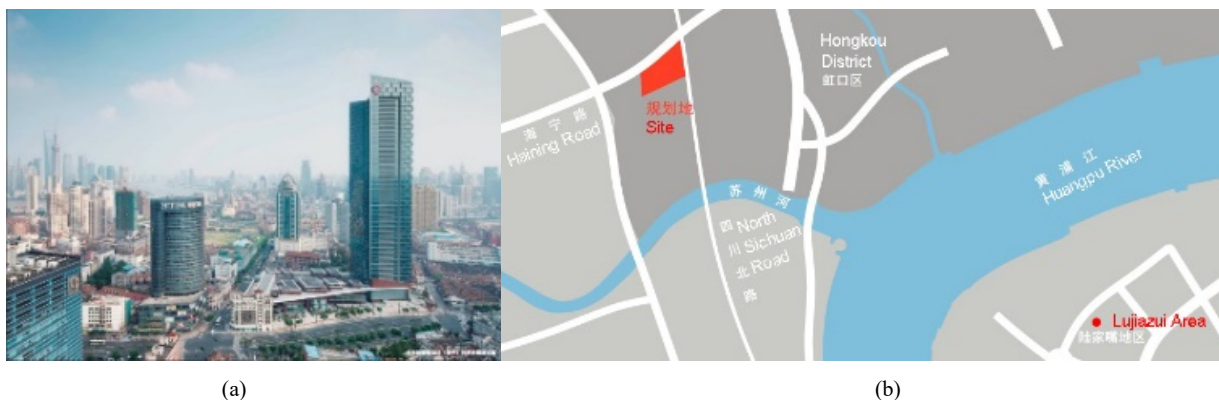 Hongkou
District
虹口区
规划地
Site
海宁路
Haining Road
苏州河
四川北路
North
Sichuan
Road
黄浦江
Huangpu River
Lujiazui Area
陆家嘴地区
(a)
(b)